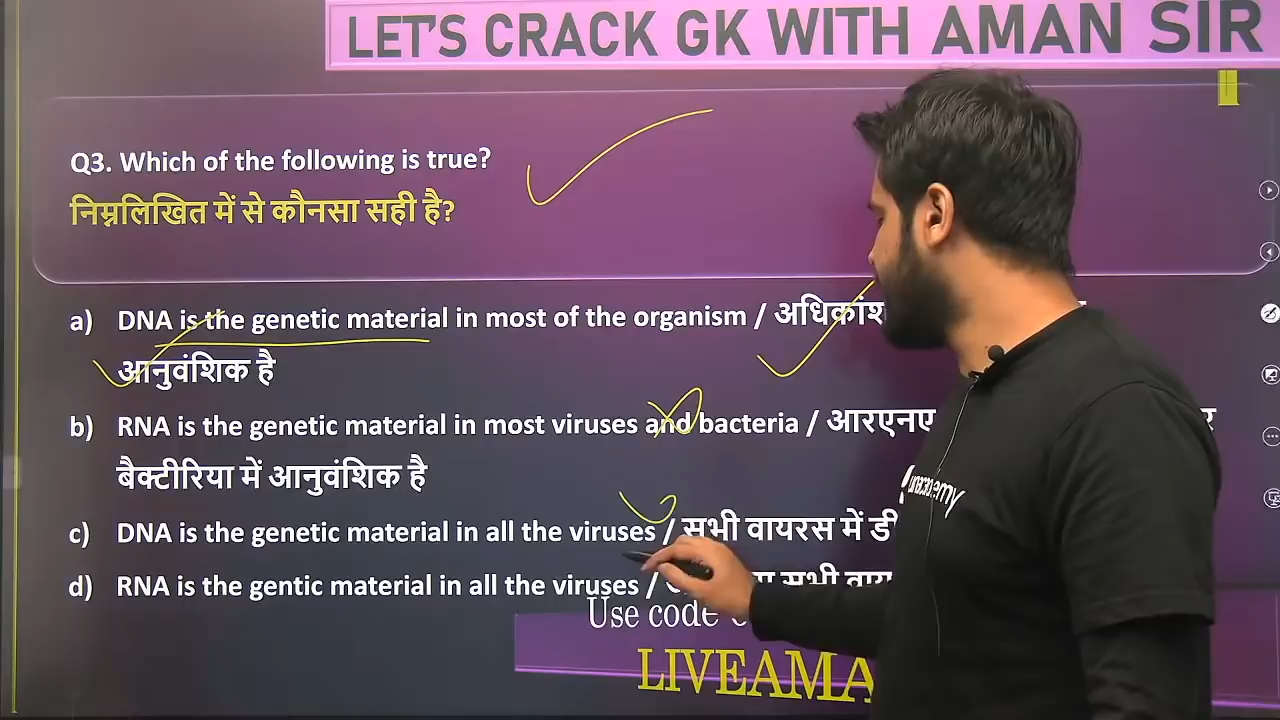 LET'S CRACK GK WITH AMAN SIR
Q3. Which of the following is true?
निम्नलिखित में से कौनसा सही है?
a) DNA is the genetic material in most of the organism / अधिकांश
आनुवंशिक है
b) RNA is the genetic material in most viruses and bacteria / आरएनए
बैक्टीरिया में आनुवंशिक है
c) DNA is the genetic material in all the viruses / सभी वायरस में
d) RNA is the gentic material in all the viruses / सभी
Use code
LIVEAMA
unacademy